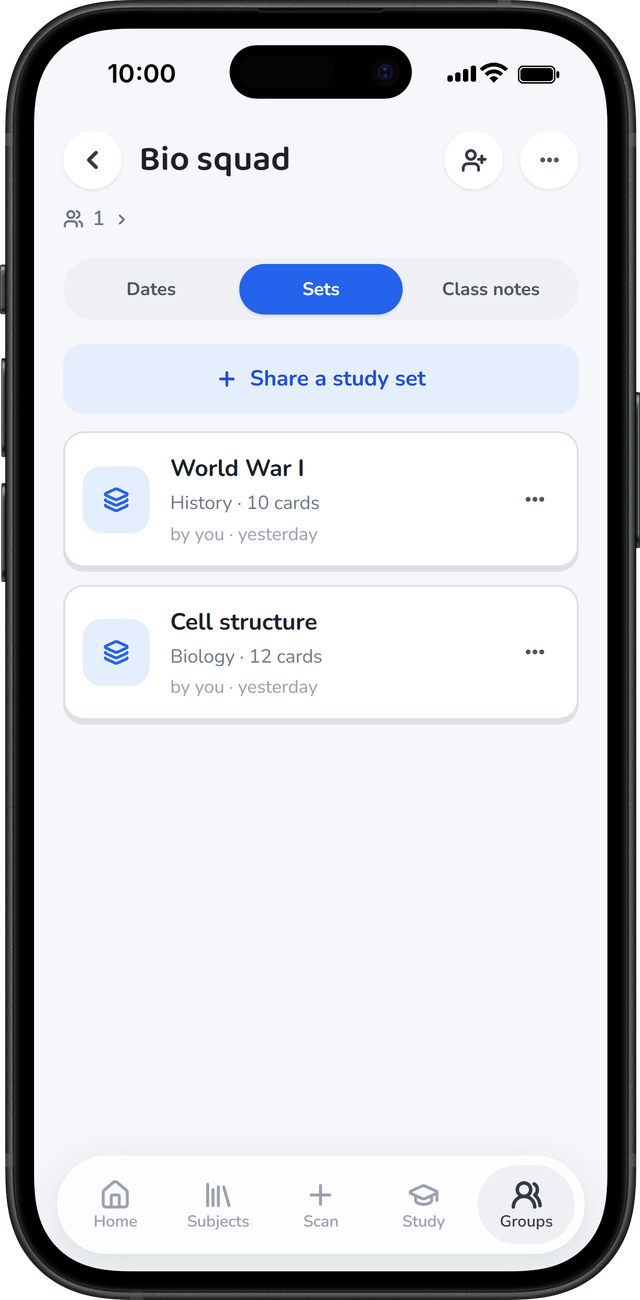 10:00
Bio squad
1
Dates
Sets
Class notes
+ Share a study set
World War I
History · 10 cards
by you · yesterday
Cell structure
Biology · 12 cards
by you · yesterday
Home
Subjects
Scan
Study
Groups